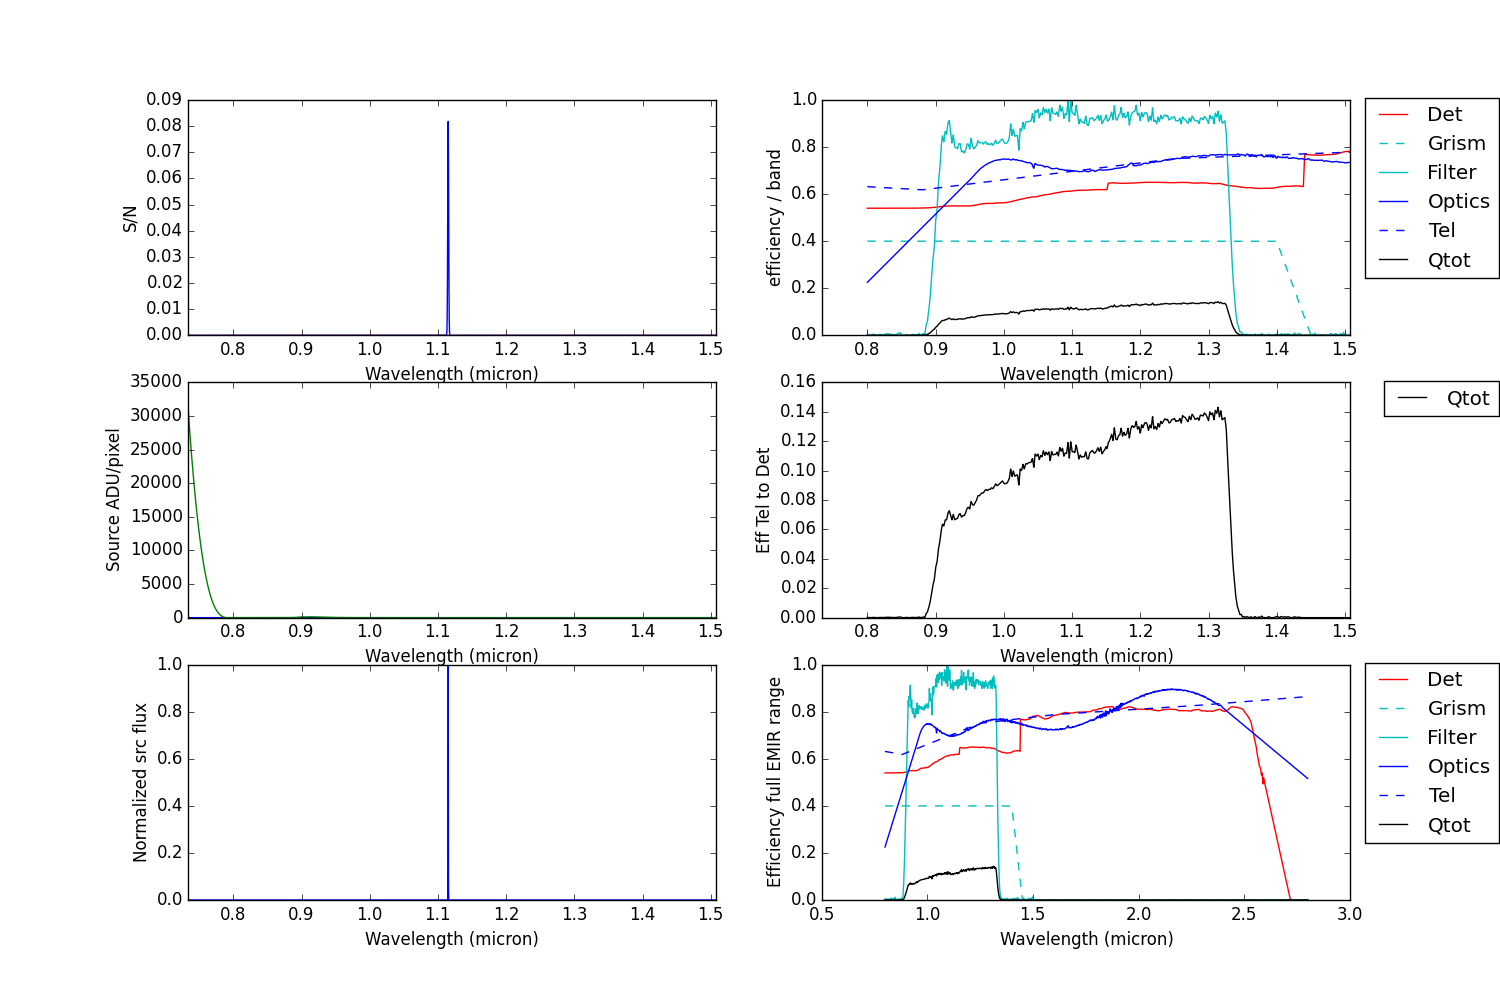 0.09
0.08
0.07
0.06
0.05
0.04
0.03
0.02
0.01
0.00
S/N
0.8 0.9 1.0 1.1 1.2 1.3 1.4 1.5
Wavelength (micron)
1.0
0.8
0.6
0.4
0.2
0.0
efficiency / band
0.8 0.9 1.0 1.1 1.2 1.3 1.4 1.5
Wavelength (micron)
Det
Grism
Filter
Optics
Tel
Qtot
35000
30000
25000
20000
15000
10000
5000
0
Source ADU/pixel
0.8 0.9 1.0 1.1 1.2 1.3 1.4 1.5
Wavelength (micron)
0.16
0.14
0.12
0.10
0.08
0.06
0.04
0.02
0.00
Eff Tel to Det
0.8 0.9 1.0 1.1 1.2 1.3 1.4 1.5
Wavelength (micron)
Qtot
1.0
0.8
0.6
0.4
0.2
0.0
Normalized src flux
0.8 0.9 1.0 1.1 1.2 1.3 1.4 1.5
Wavelength (micron)
1.0
0.8
0.6
0.4
0.2
0.0
Efficiency full EMIR range
0.5 1.0 1.5 2.0 2.5 3.0
Wavelength (micron)
Det
Grism
Filter
Optics
Tel
Qtot